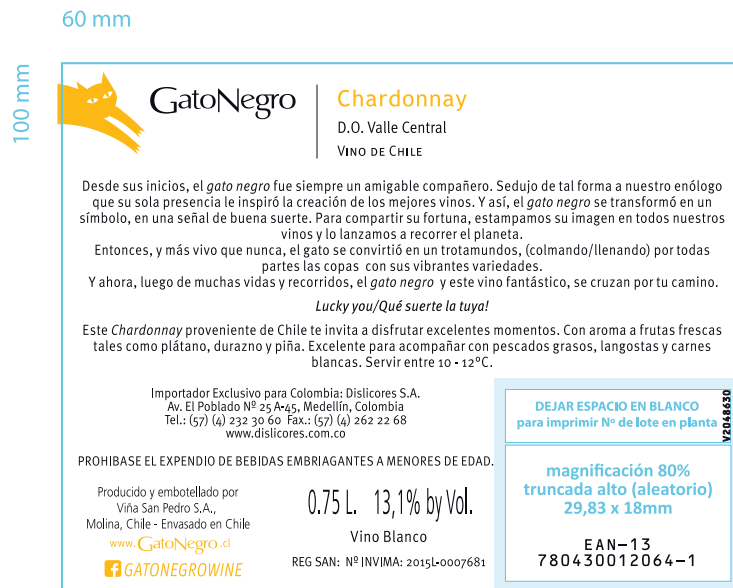 60 mm
100 mm
GatoNegro
Chardonnay
D.O. Valle Central
VINO DE CHILE
Desde sus inicios, el gato negro fue siempre un amigable compañero. Sedujo de tal forma a nuestro enólogo
que su sola presencia le inspiró la creación de los mejores vinos. Y así, el gato negro se transformó en un
símbolo, en una señal de buena suerte. Para compartir su fortuna, estampamos su imagen en todos nuestros
vinos y lo lanzamos a recorrer el planeta.
Entonces, y más vivo que nunca, el gato se convirtió en un trotamundos, (colmando/llenando) por todas
partes las copas con sus vibrantes variedades.
Y ahora, luego de muchas vidas y recorridos, el gato negro y este vino fantástico, se cruzan por tu camino.
Lucky you/Qué suerte la tuya!
Este Chardonnay proveniente de Chile te invita a disfrutar excelentes momentos. Con aroma a frutas frescas
tales como plátano, durazno y piña. Excelente para acompañar con pescados grasos, langostas y carnes
blancas. Servir entre 10 - 12°C.
Importador Exclusivo para Colombia: Dislicores S.A.
Av. El Poblado Nº 25 A-45, Medellín, Colombia
Tel.: (57) (4) 232 30 60 Fax.: (57) (4) 262 22 68
www.dislicores.com.co
PROHIBASE EL EXPENDIO DE BEBIDAS EMBRIAGANTES A MENORES DE EDAD.
Producido y embotellado por
Viña San Pedro S.A.,
Molina, Chile - Envasado en Chile
www.GatoNegro.cl
GATONEGROWINE
0.75 L. 13,1% by Vol.
Vino Blanco
REG SAN: Nº INVIMA: 2015L-0007681
DEJAR ESPACIO EN BLANCO
para imprimir Nº de lote en planta
V2048630
magnificación 80%
truncada alto (aleatorio)
29,83 x 18mm
EAN-13
780430012064-1